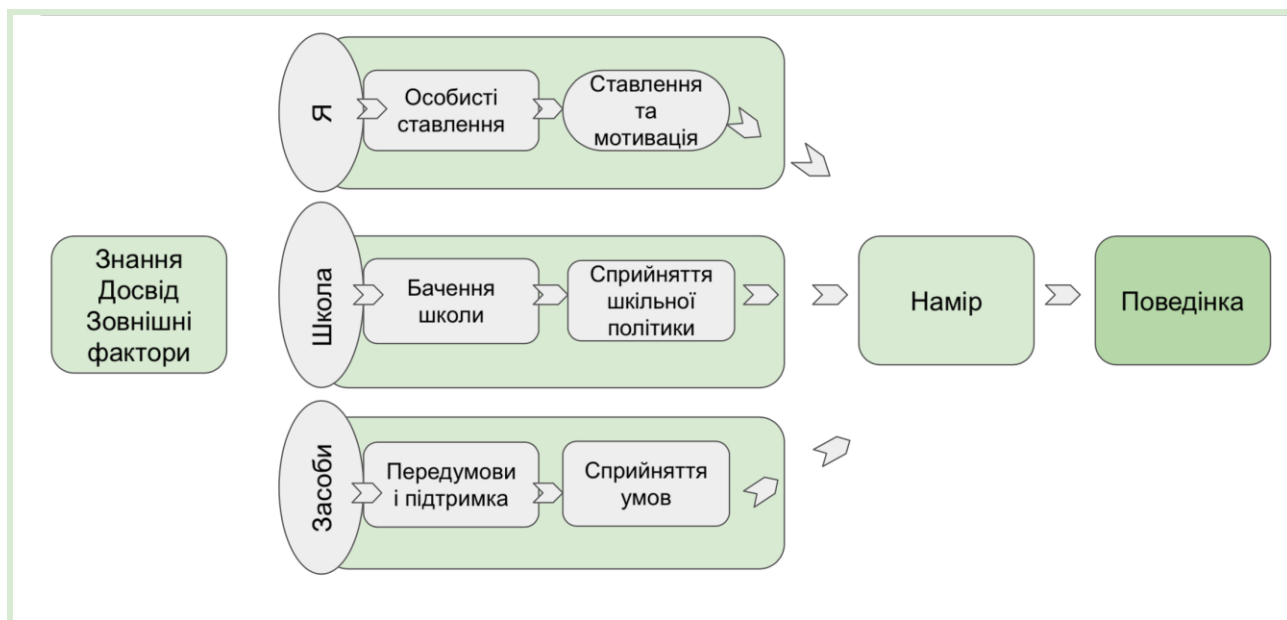 Я
Особисті
ставлення
Ставлення
та
мотивація
Знання
Досвід
Зовнішні
фактори
Школа
Бачення
школи
Сприйняття
шкільної
політики
Намір
Поведінка
Засоби
Передумови
і підтримка
Сприйняття
умов